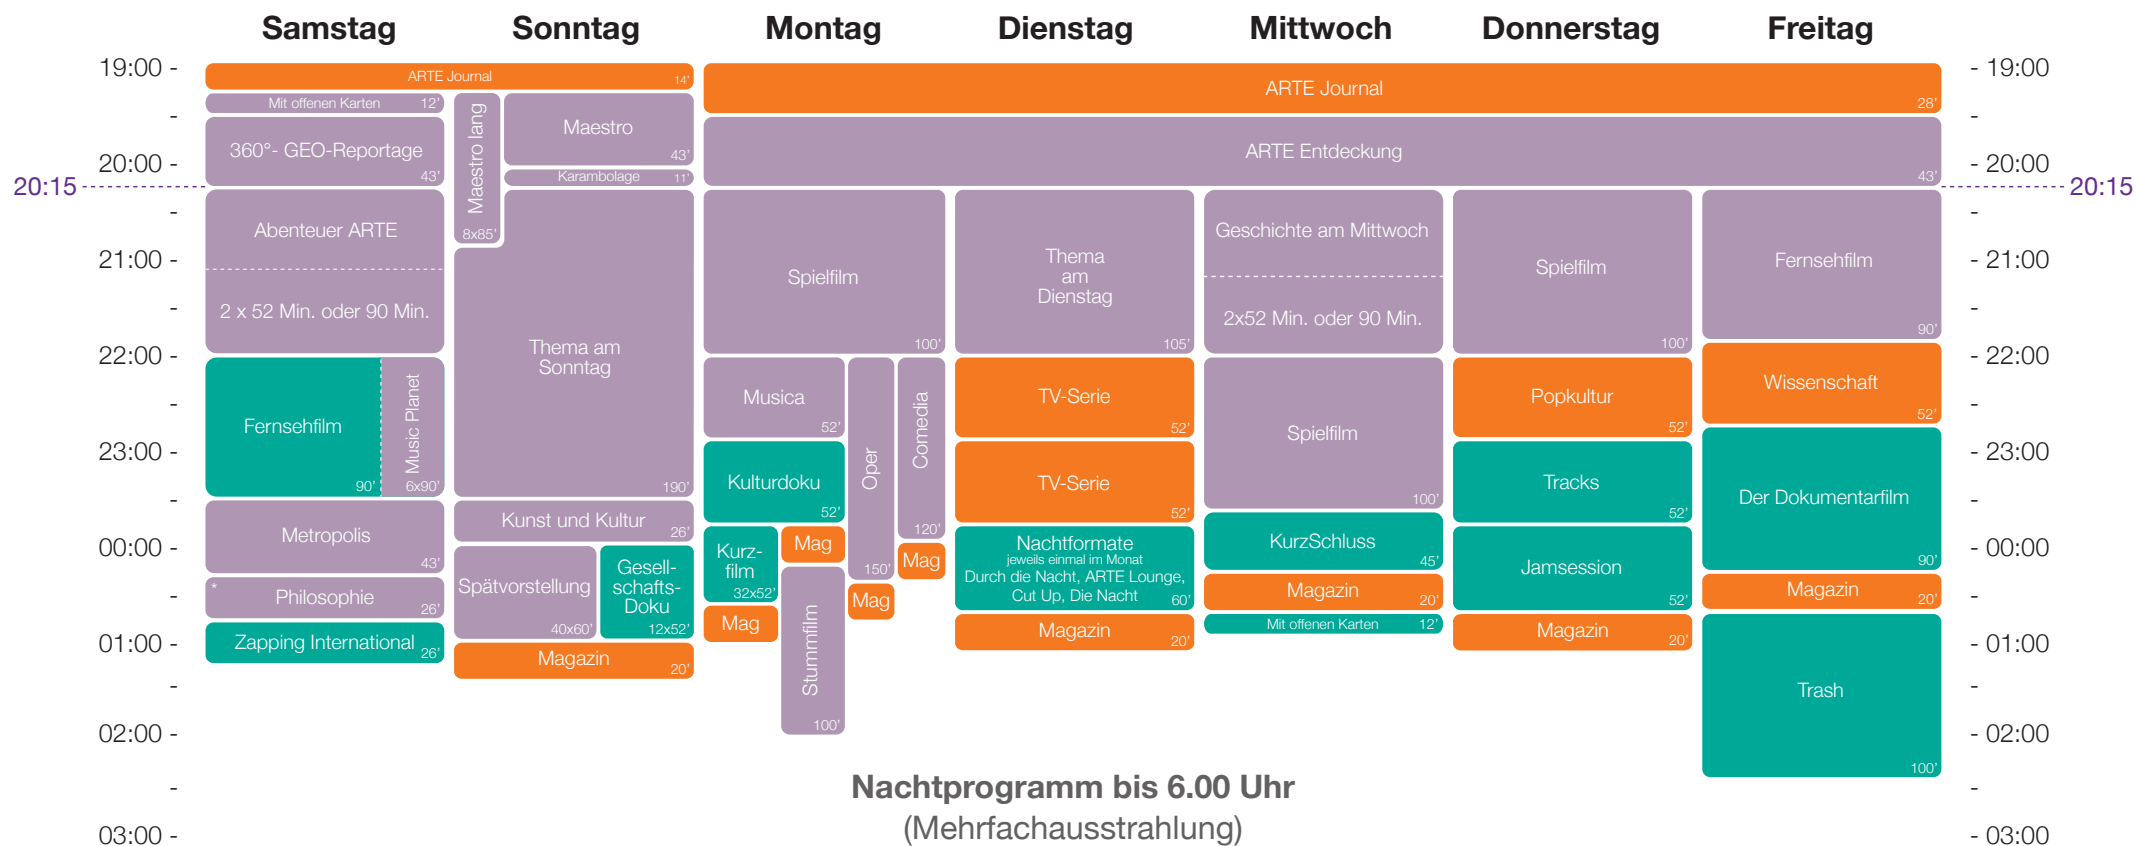 Samstag Sonntag Montag Dienstag Mittwoch Donnerstag Freitag
19:00 -
-
20:00 -
20:15
-
21:00 -
-
22:00 -
-
23:00 -
-
00:00 -
-
01:00 -
-
02:00 -
-
03:00 -
ARTE Journal 14'
Mit offenen Karten 12'
360°- GEO-Reportage
43'
Abenteuer ARTE
2 x 52 Min. oder 90 Min.
Fernsehfilm
90'
Music Planet
6x90'
Metropolis
43'
*
Philosophie
26'
Zapping International
26'
Maestro lang
8x85'
Maestro
43'
Karambolage 11'
Thema am
Sonntag
190'
Kunst und Kultur
26'
Spätvorstellung
40x60'
Gesell-
schafts-
Doku
12x52'
Magazin
20'
ARTE Journal
28'
ARTE Entdeckung
43'
Spielfilm
100'
Musica
52'
Kulturdoku
52'
Kurz-
film
32x52'
Mag
Mag
Stummfilm
100'
Oper
150'
Mag
Comedia
120'
Mag
Thema
am
Dienstag
105'
TV-Serie
52'
TV-Serie
52'
Nachtformate
jeweils einmal im Monat
Durch die Nacht, ARTE Lounge,
Cut Up, Die Nacht
60'
Magazin
20'
Geschichte am Mittwoch
2x52 Min. oder 90 Min.
Spielfilm
100'
KurzSchluss
45'
Magazin
20'
Mit offenen Karten 12'
Spielfilm
100'
Popkultur
52'
Tracks
52'
Jamsession
52'
Magazin
20'
Fernsehfilm
90'
Wissenschaft
52'
Der Dokumentarfilm
90'
Magazin
20'
Trash
100'
- 19:00
-
- 20:00
20:15
-
- 21:00
-
- 22:00
-
- 23:00
-
- 00:00
-
- 01:00
-
- 02:00
-
- 03:00
Nachtprogramm bis 6.00 Uhr
(Mehrfachausstrahlung)